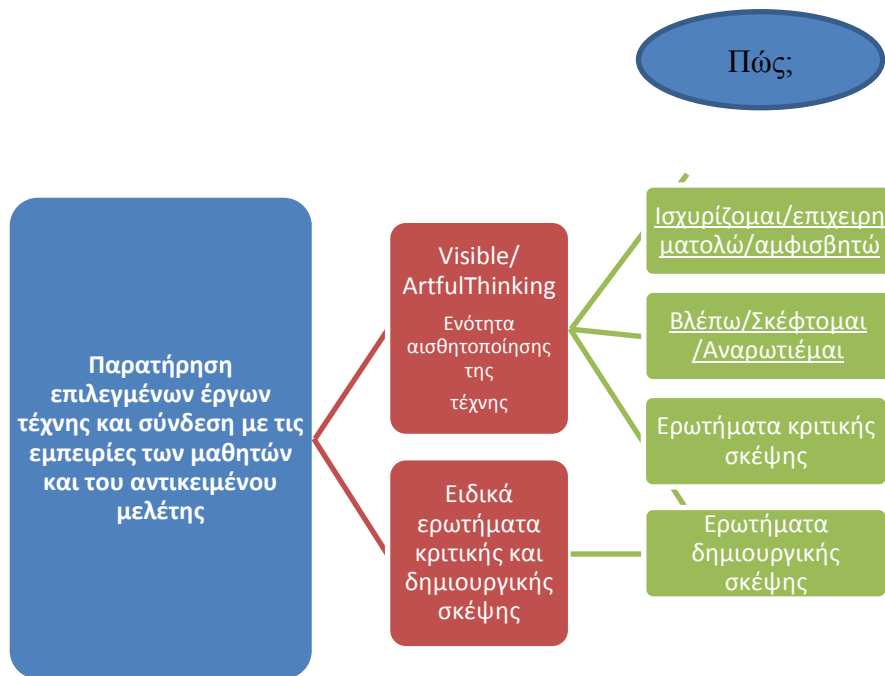 Πώς;
Παρατήρηση
επιλεγμένων έργων
τέχνης και σύνδεση με τις
εμπειρίες των μαθητών
και του αντικειμένου
μελέτης
Visible/
ArtfulThinking
Ενότητα
αισθητοποίησης
της
τέχνης
Ειδικά
ερωτήματα
κριτικής και
δημιουργικής
σκέψης
Ισχυρίζομαι/επιχειρη
ματολώ/αμφισβητώ
Βλέπω/Σκέφτομαι
/Αναρωτιέμαι
Ερωτήματα κριτικής
σκέψης
Ερωτήματα
δημιουργικής
σκέψης